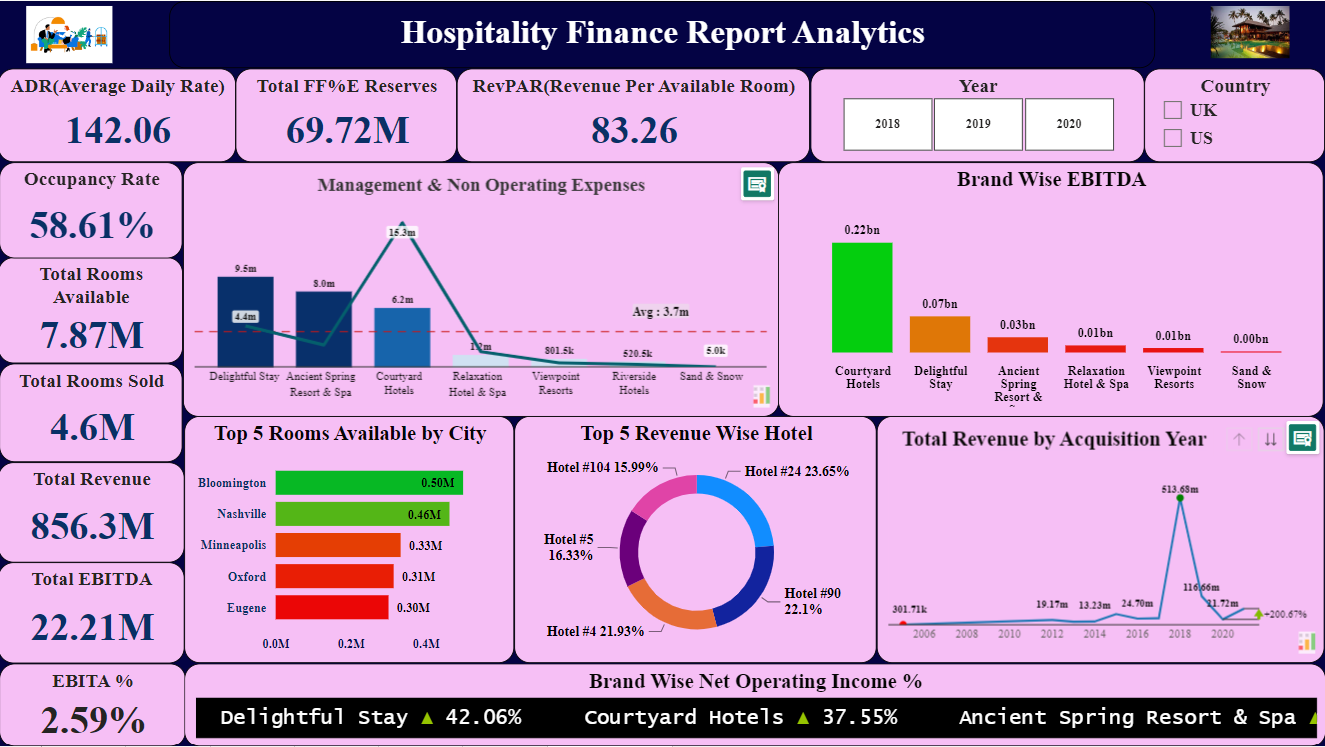 Hospitality Finance Report Analytics
ADR(Average Daily Rate)
142.06
Total FF%E Reserves
69.72M
RevPAR(Revenue Per Available Room)
83.26
Year
2018
2019
2020
Country
UK
US
Occupancy Rate
58.61%
Total Rooms
Available
7.87M
Total Rooms Sold
4.6M
Total Revenue
856.3M
Total EBITDA
22.21M
EBITA %
2.59%
Management & Non Operating Expenses
15.3m
9.5m
8.0m
6.2m
4.4m
Avg : 3.7m
1.2m
801.5k
520.5k
5.0k
Delightful Stay
Ancient Spring
Resort & Spa
Courtyard
Hotels
Relaxation
Hotel & Spa
Viewpoint
Resorts
Riverside
Hotels
Sand & Snow
Brand Wise EBITDA
0.22bn
0.07bn
0.03bn
0.01bn
0.01bn
0.00bn
Courtyard
Hotels
Delightful
Stay
Ancient
Spring
Resort &
Relaxation
Hotel & Spa
Viewpoint
Resorts
Sand &
Snow
Top 5 Rooms Available by City
Bloomington 0.50M
Nashville 0.46M
Minneapolis 0.33M
Oxford 0.31M
Eugene 0.30M
0.0M 0.2M 0.4M
Top 5 Revenue Wise Hotel
Hotel #104 15.99%
Hotel #24 23.65%
Hotel #5
16.33%
Hotel #90
22.1%
Hotel #4 21.93%
Total Revenue by Acquisition Year
513.68m
116.66m
301.71k
19.17m
13.23m
24.70m
11.72m
+200.67%
2006 2008 2010 2012 2014 2016 2018 2020
Brand Wise Net Operating Income %
Delightful Stay ▲ 42.06% Courtyard Hotels ▲ 37.55% Ancient Spring Resort & Spa ▲